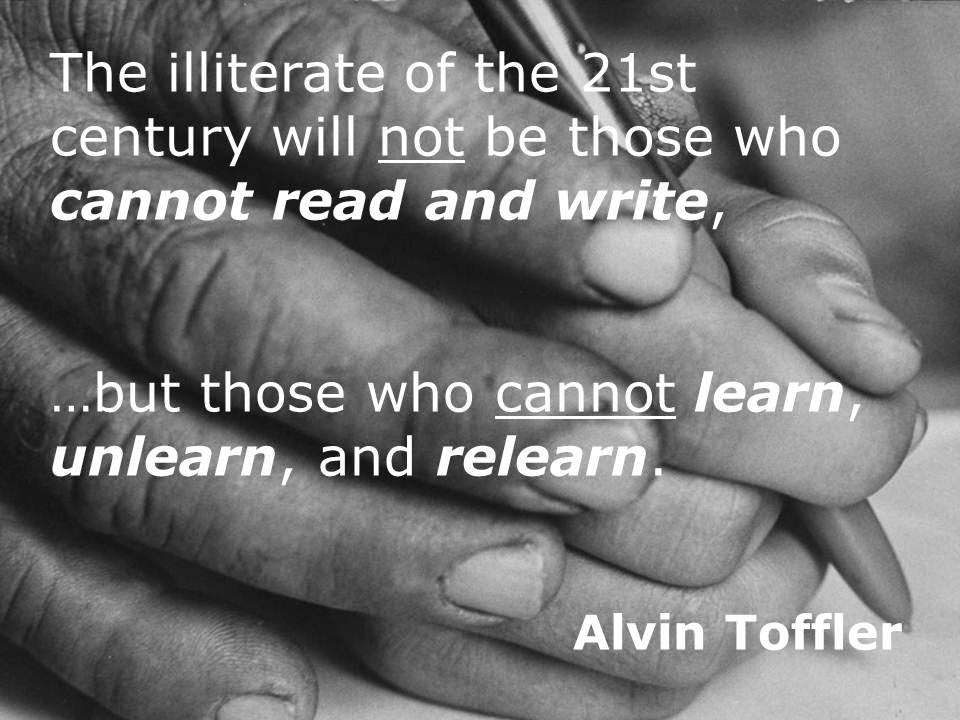 The illiterate of the 21st
century will not be those who
cannot read and write,
…but those who cannot learn,
unlearn, and relearn.
Alvin Toffler